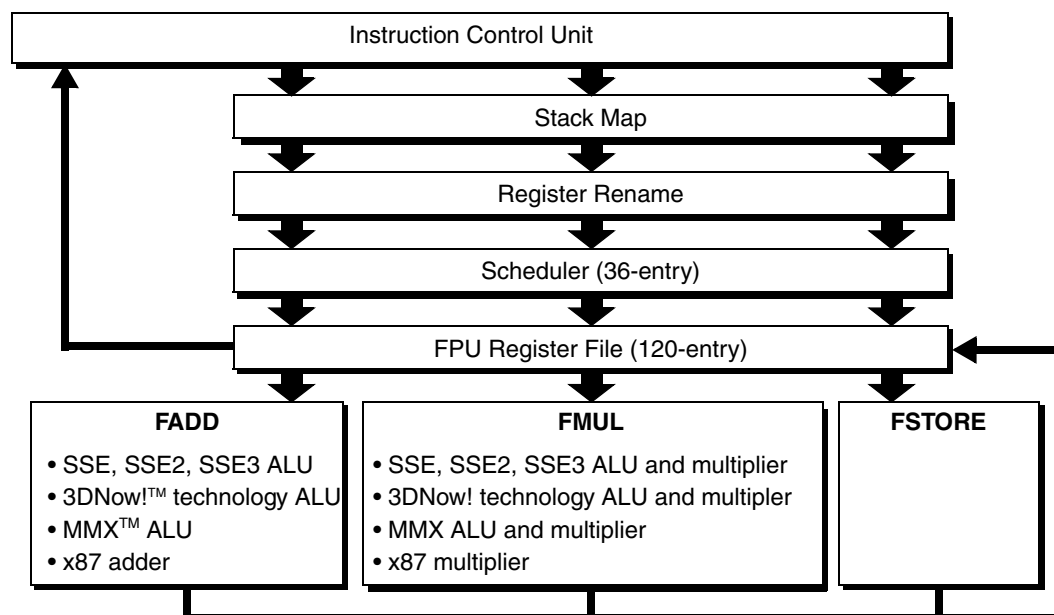 Instruction Control Unit
Stack Map
Register Rename
Scheduler (36-entry)
FPU Register File (120-entry)
FADD
• SSE, SSE2, SSE3 ALU
• 3DNow!™ technology ALU
• MMX™ ALU
• x87 adder
FMUL
• SSE, SSE2, SSE3 ALU and multiplier
• 3DNow! technology ALU and multipler
• MMX ALU and multiplier
• x87 multiplier
FSTORE